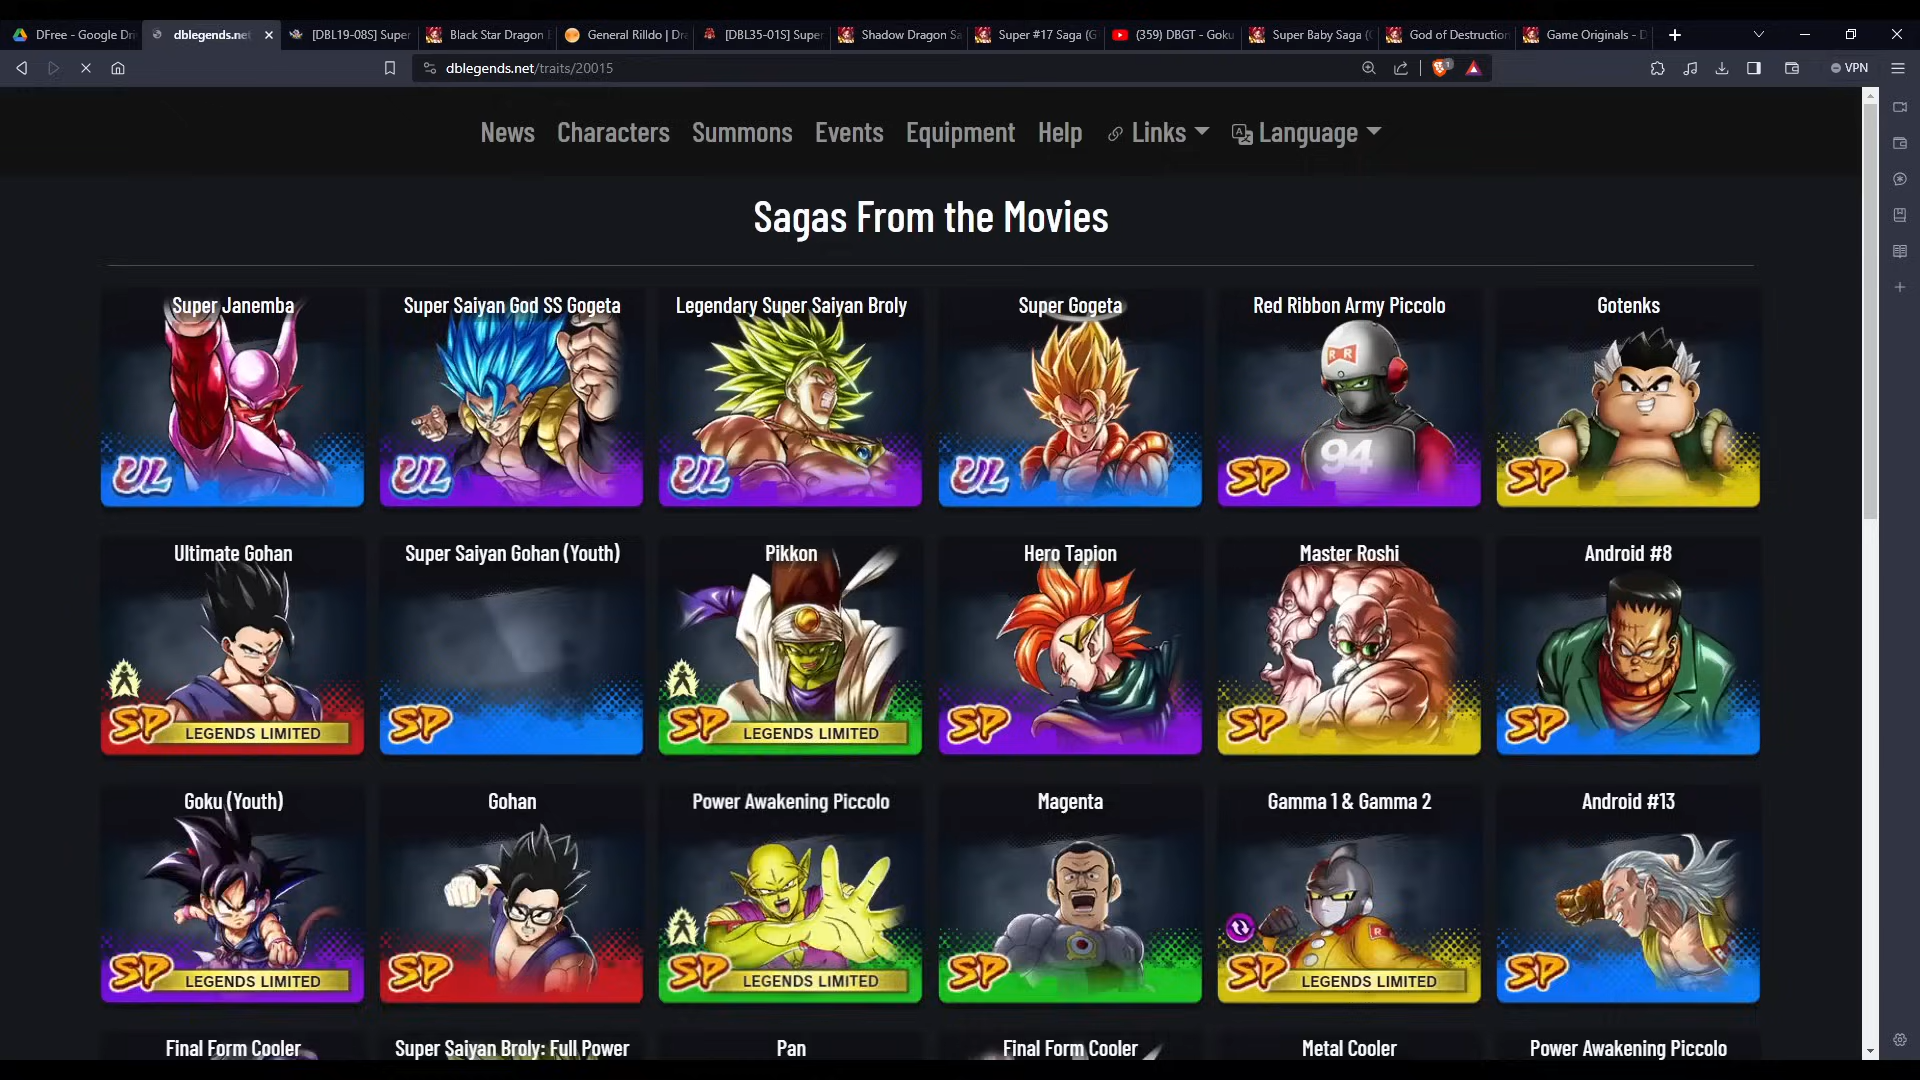 DFree - Google Dri
dblegends.net
[DBL19-08S] Super
Black Star Dragon
General Rilldo | Dra
[DBL35-01S] Super
Shadow Dragon Sa
Super #17 Saga (G
(359) DBGT - Goku
Super Baby Saga (
God of Destruction
Game Originals - D
dblegends.net/traits/20015
1
VPN
News
Characters
Summons
Events
Equipment
Help
Links
Language
Sagas From the Movies
Super Janemba
Super Saiyan God SS Gogeta
Legendary Super Saiyan Broly
Super Gogeta
Red Ribbon Army Piccolo
Gotenks
RR
94
UL
UL
UL
UL
SP
SP
Ultimate Gohan
Super Saiyan Gohan (Youth)
Pikkon
Hero Tapion
Master Roshi
Android #8
SP
LEGENDS LIMITED
SP
SP
LEGENDS LIMITED
SP
SP
SP
Goku (Youth)
Gohan
Power Awakening Piccolo
Magenta
Gamma 1 & Gamma 2
Android #13
R
SP
LEGENDS LIMITED
SP
SP
LEGENDS LIMITED
SP
SP
LEGENDS LIMITED
SP
Final Form Cooler
Super Saiyan Broly: Full Power
Pan
Final Form Cooler
Metal Cooler
Power Awakening Piccolo